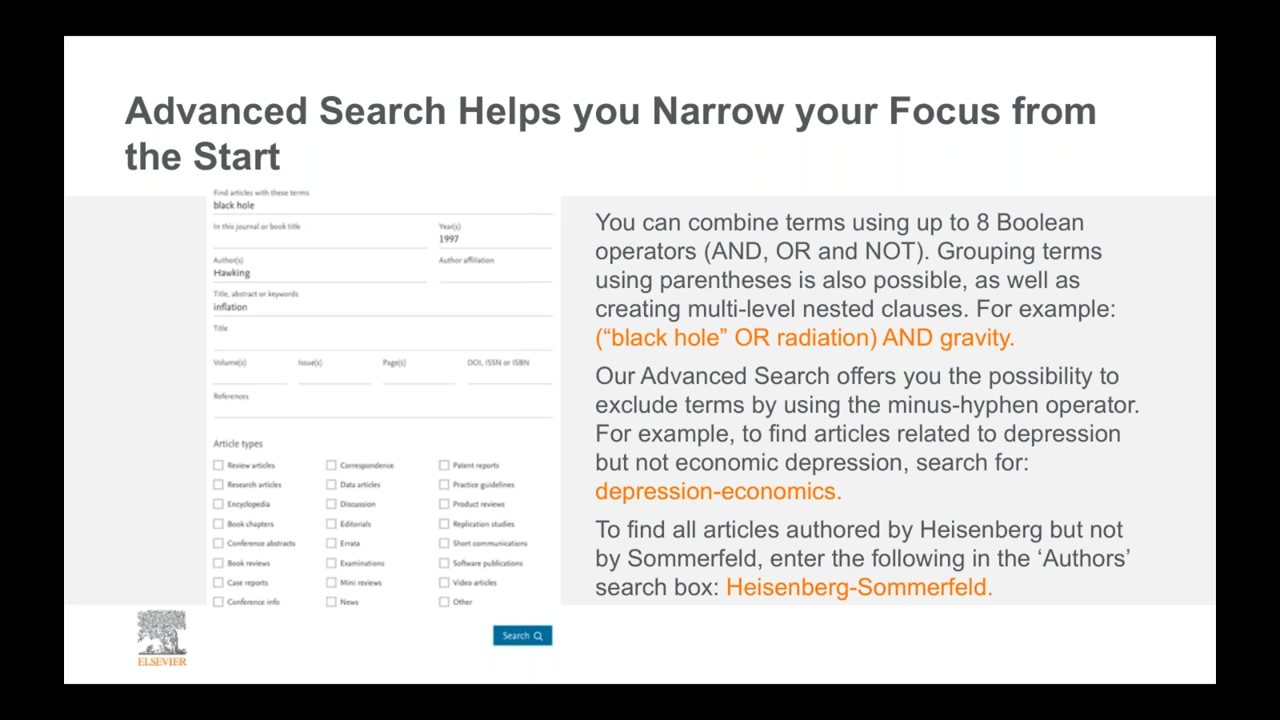 Advanced Search Helps you Narrow your Focus from
the Start
Find articles with these terms
black hole
In this journal or book title
Year(s)
1997
Author(s)
Hawking
Author affiliation
Title, abstract or keywords
inflation
Title
Volume(s)
Issue(s)
Page(s)
DOI, ISSN or ISBN
References
Article types
Review articles
Correspondence
Patent reports
Research articles
Data articles
Practice guidelines
Encyclopedia
Discussion
Product reviews
Book chapters
Editorials
Replication studies
Conference abstracts
Errata
Short communications
Book reviews
Examinations
Software publications
Case reports
Mini reviews
Video articles
Conference info
News
Other
Search
You can combine terms using up to 8 Boolean
operators (AND, OR and NOT). Grouping terms
using parentheses is also possible, as well as
creating multi-level nested clauses. For example:
(“black hole” OR radiation) AND gravity.
Our Advanced Search offers you the possibility to
exclude terms by using the minus-hyphen operator.
For example, to find articles related to depression
but not economic depression, search for:
depression-economics.
To find all articles authored by Heisenberg but not
by Sommerfeld, enter the following in the ‘Authors’
search box: Heisenberg-Sommerfeld.
ELSEVIER